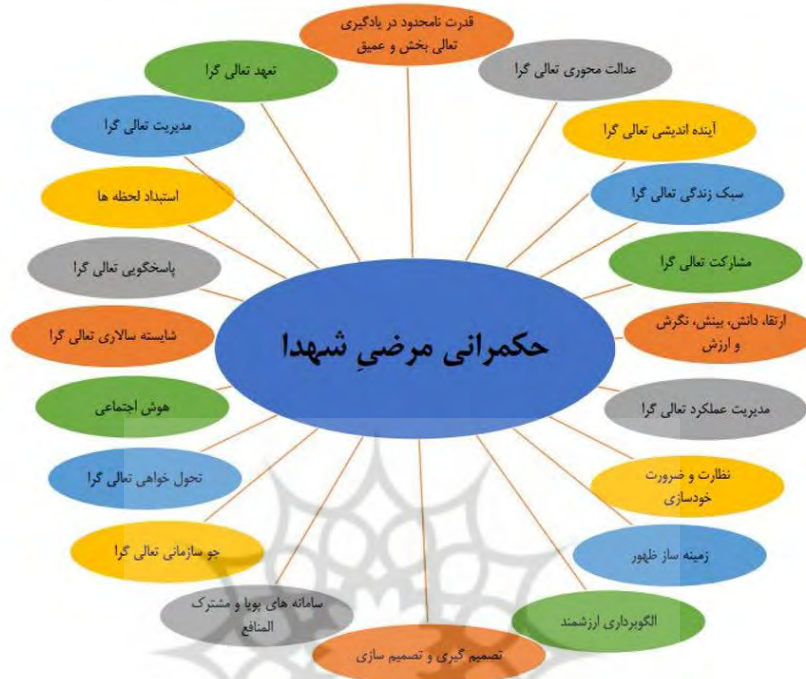 قدرت نامحدود در یادگیری
تعالی بخش و عمیق
عدالت محوری تعالی گرا
آینده اندیشی تعالی گرا
سبک زندگی تعالی گرا
مشارکت تعالی گرا
ارتقا، دانش، بینش، نگرش
و ارزش
مدیریت عملکرد تعالی گرا
نظارت و ضرورت
خودسازی
زمینه ساز ظهور
الگوبرداری ارزشمند
تصمیم گیری و تصمیم سازی
سامانه های پویا و مشترک
المنافع
جو سازمانی تعالی گرا
تحول خواهی تعالی گرا
هوش اجتماعی
شایسته سالاری تعالی گرا
پاسخگویی تعالی گرا
استبداد لحظه ها
مدیریت تعالی گرا
تعهد تعالی گرا
حکمرانی مرضیِ شهدا